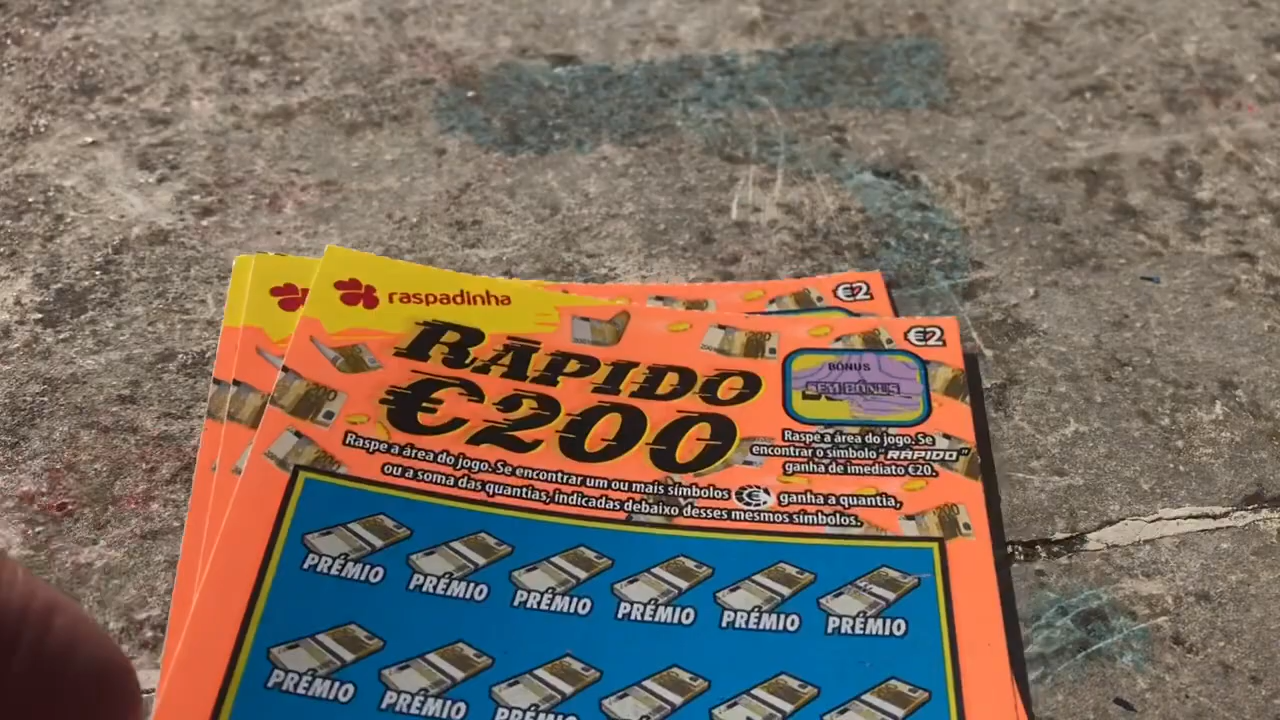 raspadinha
€2
€2
RÁPIDO
€200
BÓNUS
SEM BÓNUS
Raspe a área do jogo. Se
encontrar o símbolo "RÁPIDO"
ganha de imediato €20.
Raspe a área do jogo. Se encontrar um ou mais símbolos € ganha a quantia,
ou a soma das quantias, indicadas debaixo desses mesmos símbolos.
PRÉMIO PRÉMIO PRÉMIO PRÉMIO PRÉMIO PRÉMIO
PRÉMIO PRÉMIO PRÉMIO